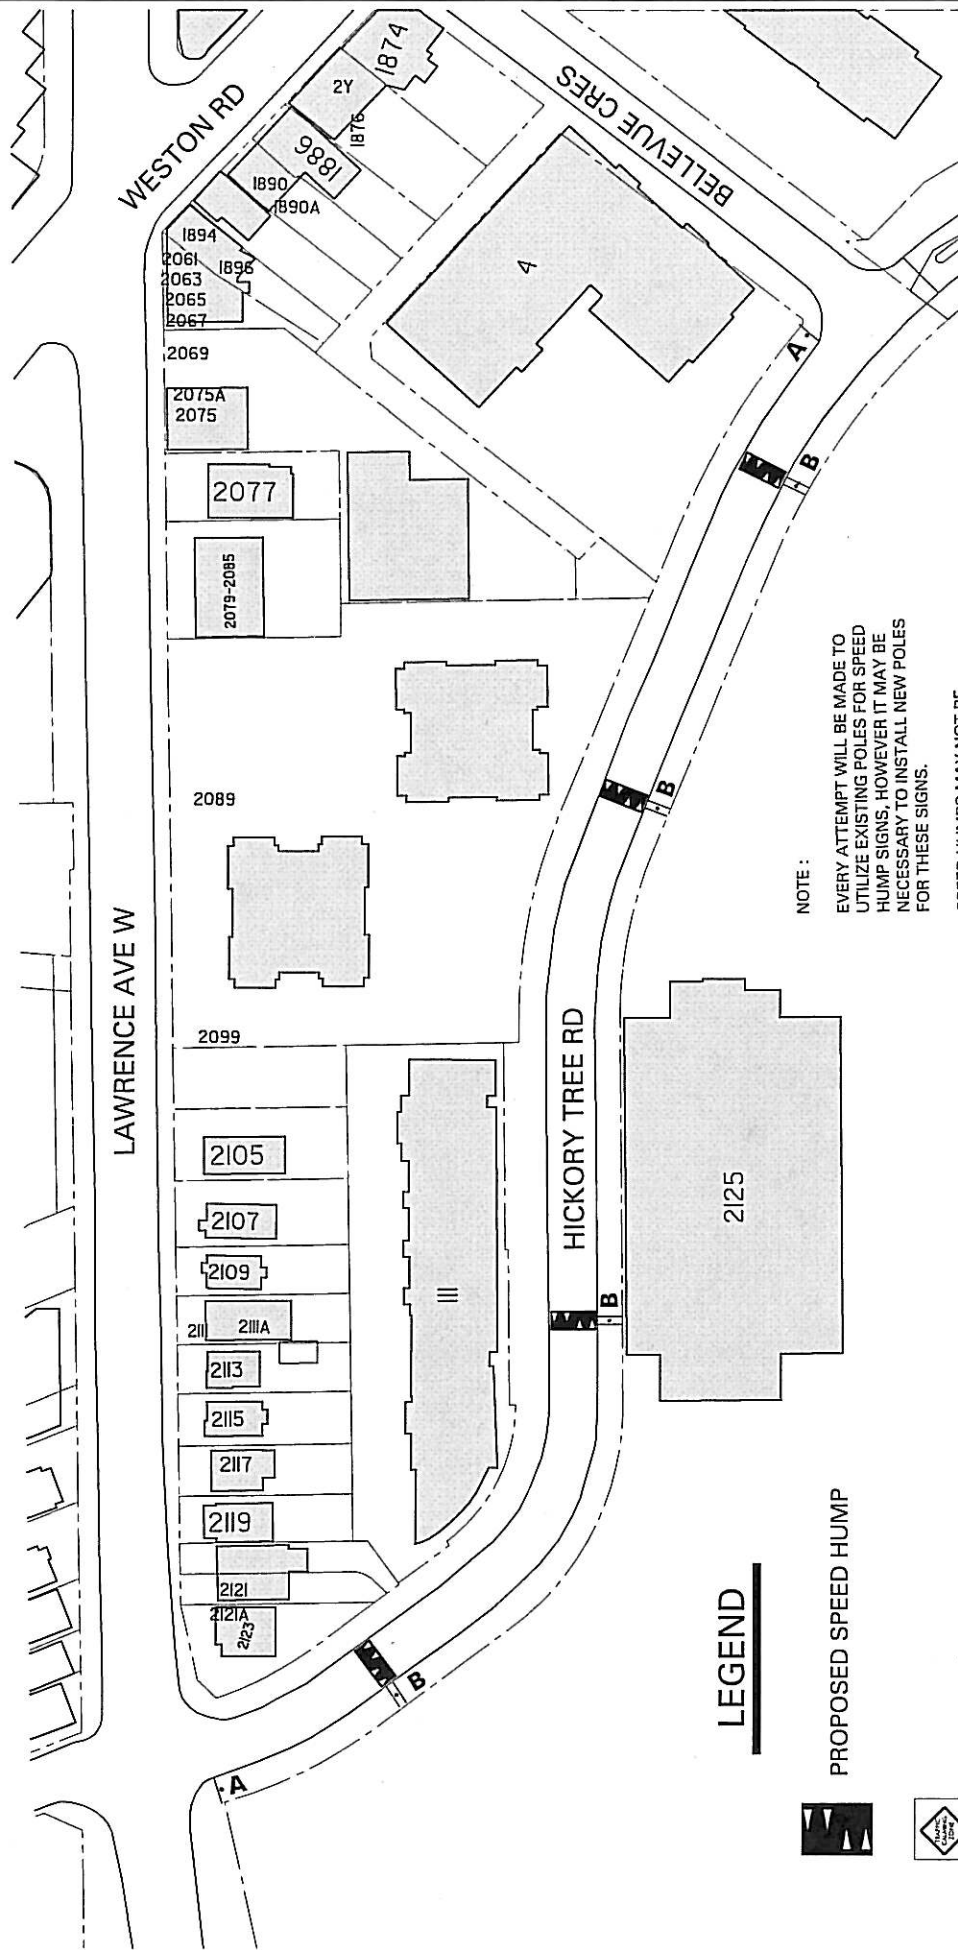 WESTON RD
BELLEVUE CRES
LAWRENCE AVE W
HICKORY TREE RD
1874
2Y
1876
1886
1890
1890A
1894
1896
2061
2063
2065
2067
2069
2075A
2075
2077
2079-2085
4
2089
2099
2105
2107
2109
2111
2111A
2113
2115
2117
2119
2121
2121A
2123
111
2125
A
B
B
B
B
A
NOTE :
EVERY ATTEMPT WILL BE MADE TO
UTILIZE EXISTING POLES FOR SPEED
HUMP SIGNS, HOWEVER IT MAY BE
NECESSARY TO INSTALL NEW POLES
FOR THESE SIGNS.
LEGEND
PROPOSED SPEED HUMP
TRAFFIC
CALMING
ZONE